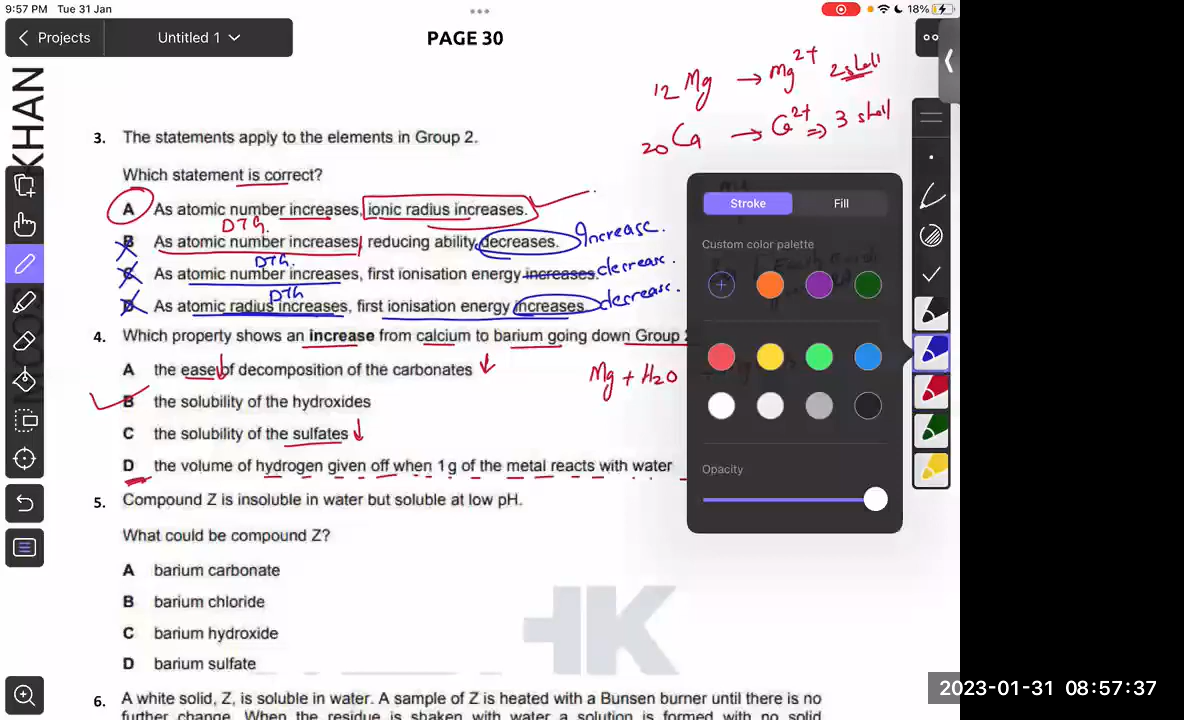 9:57 PM Tue 31 Jan
18%
Projects
Untitled 1
PAGE 30
KHAN
12 Mg → Mg2+ 2 shell
20 Ca → Ca2+ ⇒ 3 shell
3. The statements apply to the elements in Group 2.
Which statement is correct?
A As atomic number increases, ionic radius increases.
DTG.
B As atomic number increases, reducing ability decreases. Increase.
DTG.
C As atomic number increases, first ionisation energy increases. decrease.
DTG
D As atomic radius increases, first ionisation energy increases. decrease.
4. Which property shows an increase from calcium to barium going down Group 2
A the ease of decomposition of the carbonates ↓
Mg + H2O
B the solubility of the hydroxides
C the solubility of the sulfates ↓
D the volume of hydrogen given off when 1 g of the metal reacts with water
5. Compound Z is insoluble in water but soluble at low pH.
What could be compound Z?
A barium carbonate
B barium chloride
C barium hydroxide
D barium sulfate
6. A white solid, Z, is soluble in water. A sample of Z is heated with a Bunsen burner until there is no
further change. When the residue is shaken with water a solution is formed with no solid
Stroke
Fill
Custom color palette
Opacity
HK
2023-01-31 08:57:37